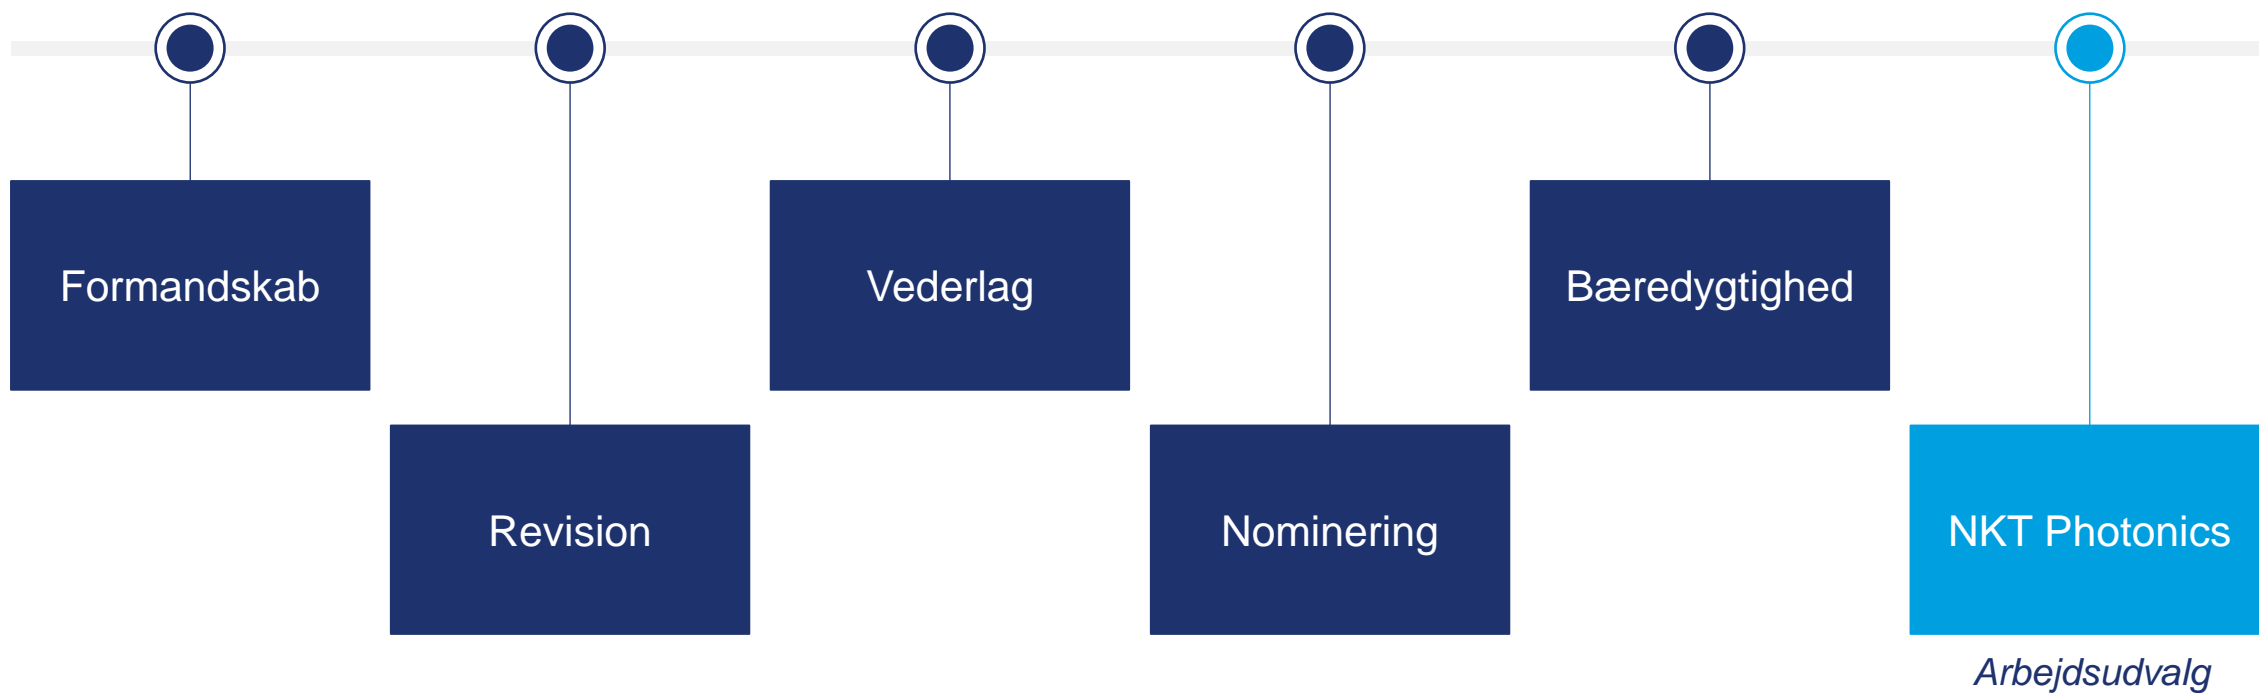 Formandskab
Revision
Vederlag
Nominering
Bæredygtighed
NKT Photonics
Arbejdsudvalg